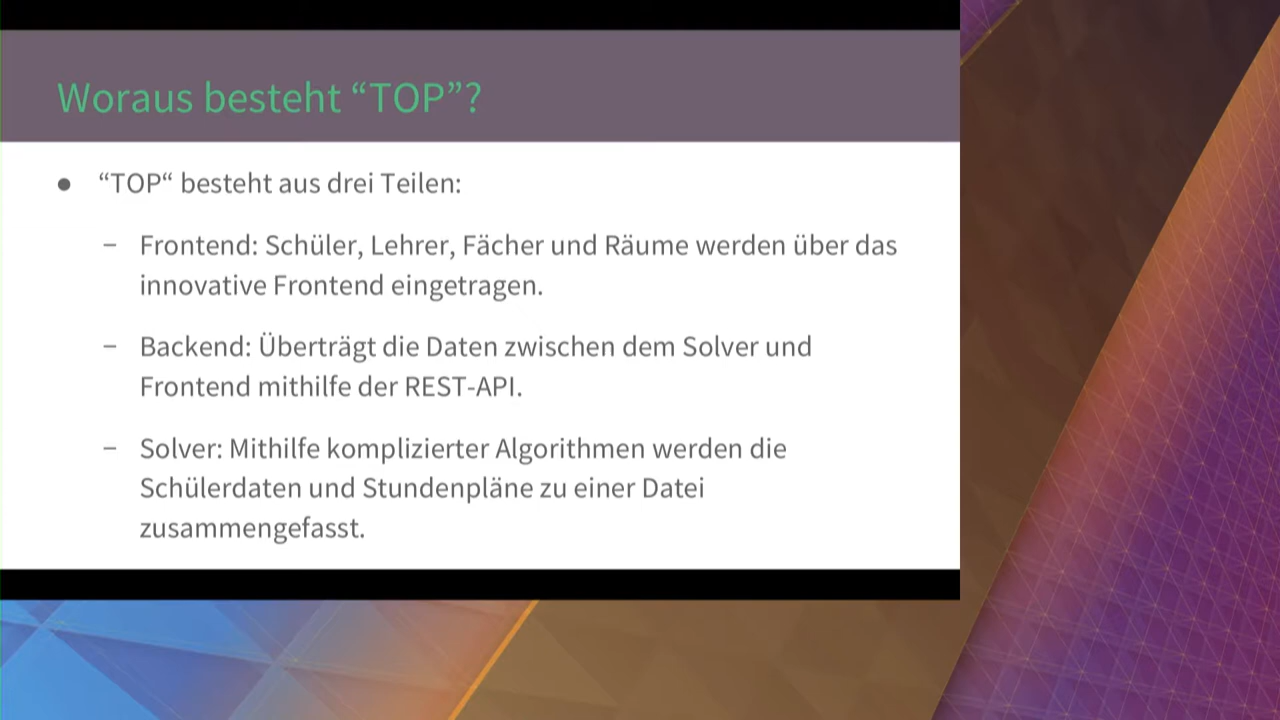 Woraus besteht “TOP”?
● “TOP“ besteht aus drei Teilen:
– Frontend: Schüler, Lehrer, Fächer und Räume werden über das
innovative Frontend eingetragen.
– Backend: Überträgt die Daten zwischen dem Solver und
Frontend mithilfe der REST-API.
– Solver: Mithilfe komplizierter Algorithmen werden die
Schülerdaten und Stundenpläne zu einer Datei
zusammengefasst.